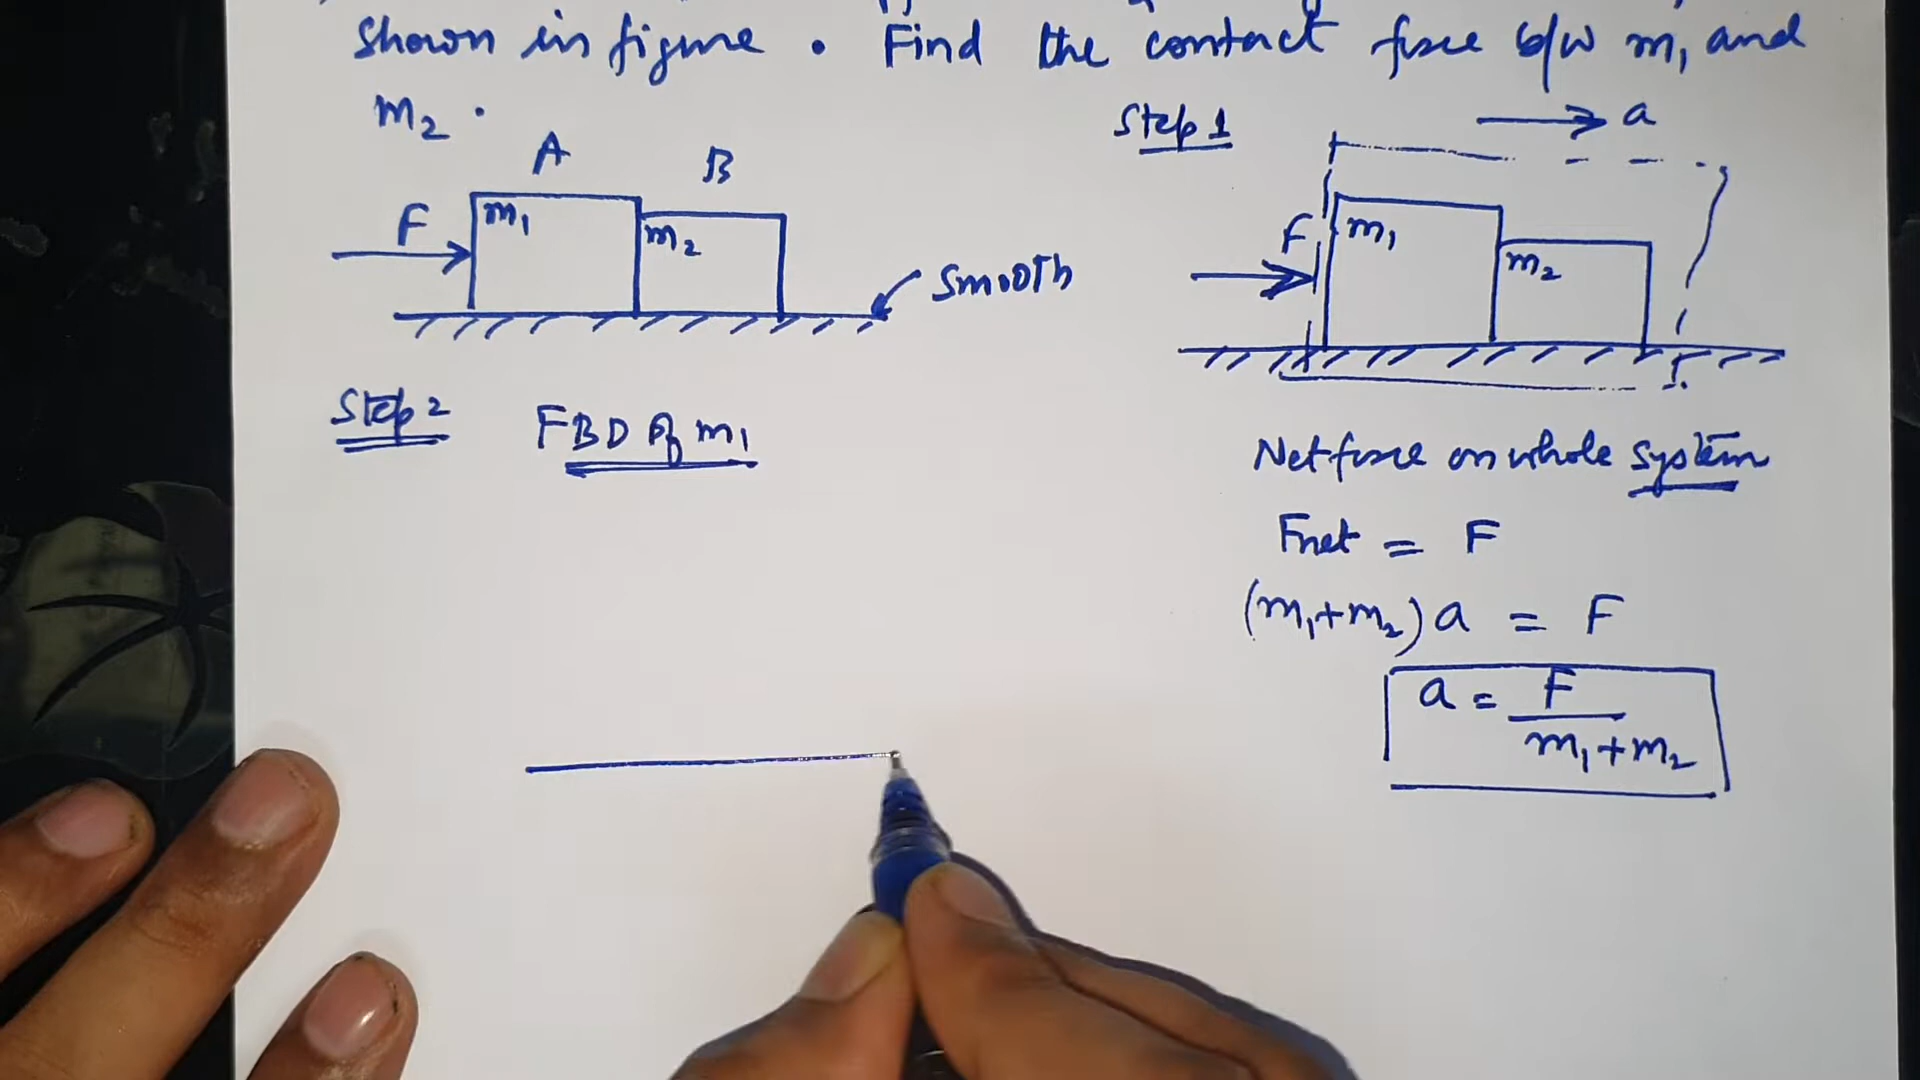 shown in figure . Find the contact force b/w m₁ and
m₂ .
A
B
F
m₁
m₂
smooth
Step 1
a
F
m₁
m₂
Step 2
FBD of m₁
Net force on whole system
Fnet = F
(m₁+m₂) a = F
a = F / m₁+m₂